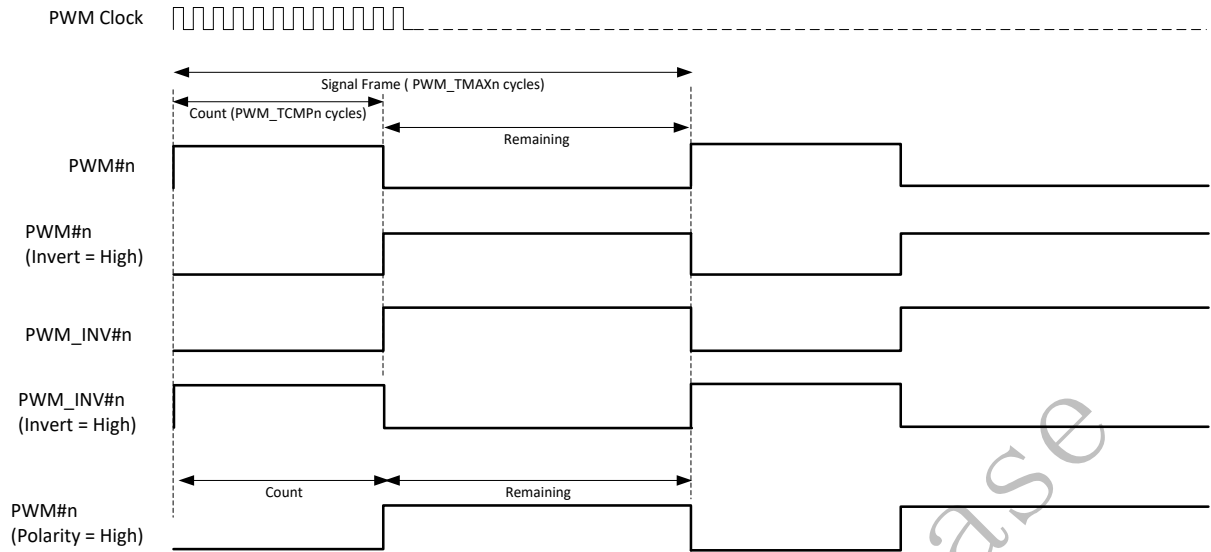 PWM Clock
Signal Frame ( PWM_TMAXn cycles)
Count (PWM_TCMPn cycles)
Remaining
PWM#n
PWM#n
(Invert = High)
PWM_INV#n
PWM_INV#n
(Invert = High)
Count
Remaining
PWM#n
(Polarity = High)
ase